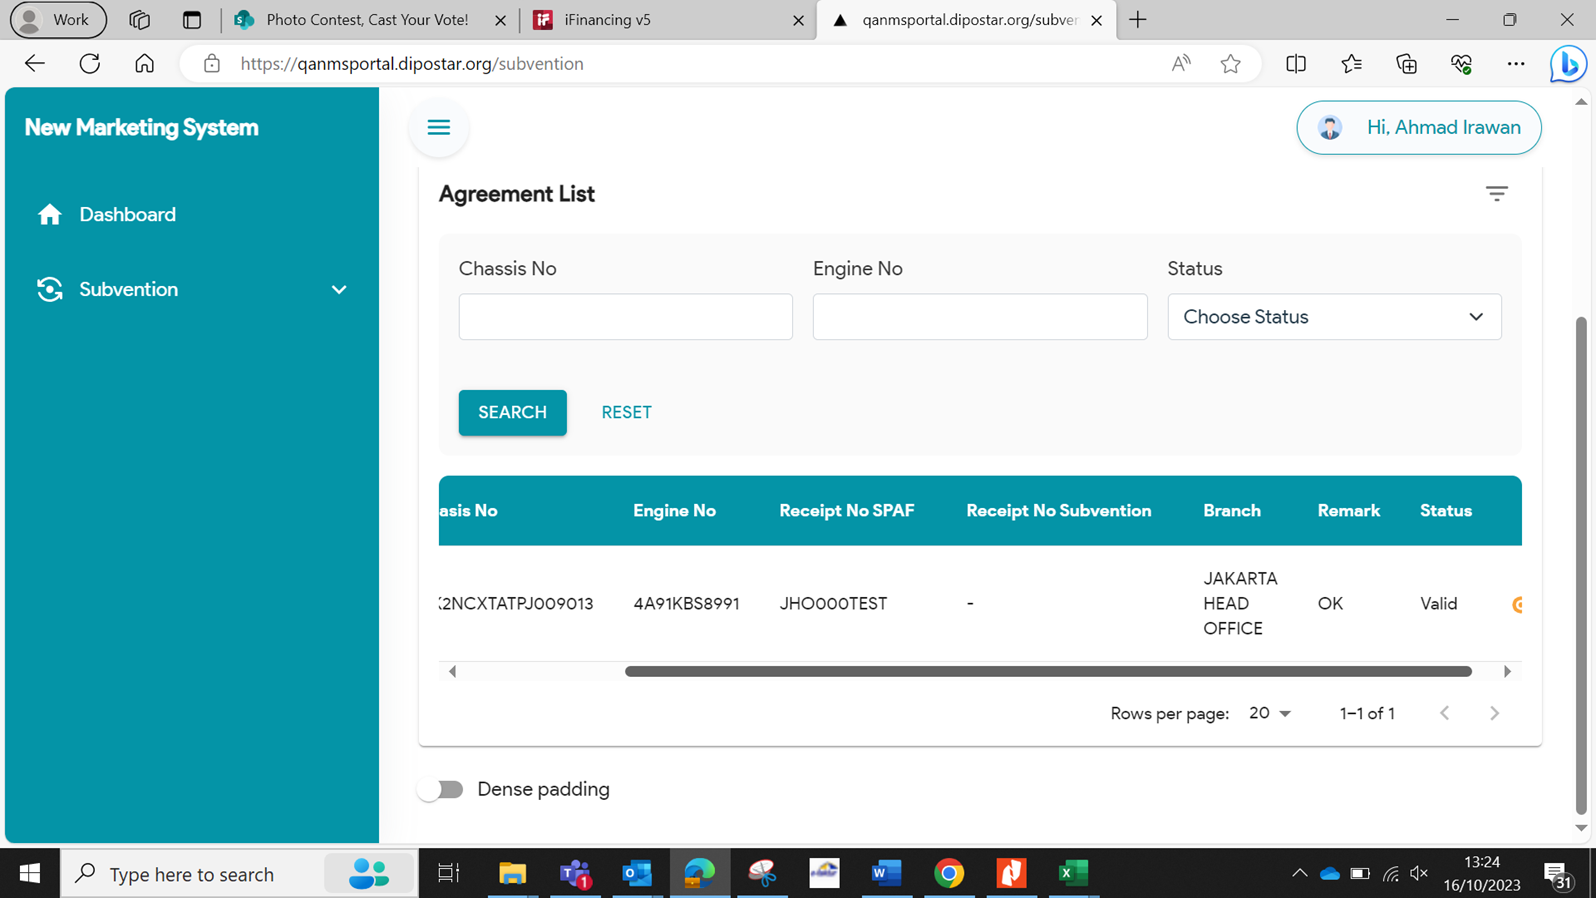 Work
Photo Contest, Cast Your Vote!
iFinancing v5
qanmsportal.dipostar.org/subver
https://qanmsportal.dipostar.org/subvention
New Marketing System
Hi, Ahmad Irawan
Dashboard
Subvention
Agreement List
Chassis No
Engine No
Status
Choose Status
SEARCH
RESET
asis No
Engine No
Receipt No SPAF
Receipt No Subvention
Branch
Remark
Status
K2NCXTATPJ009013
4A91KBS8991
JHO000TEST
-
JAKARTA
HEAD
OFFICE
OK
Valid
Rows per page:
20
1–1 of 1
Dense padding
Type here to search
1
13:24
16/10/2023
31